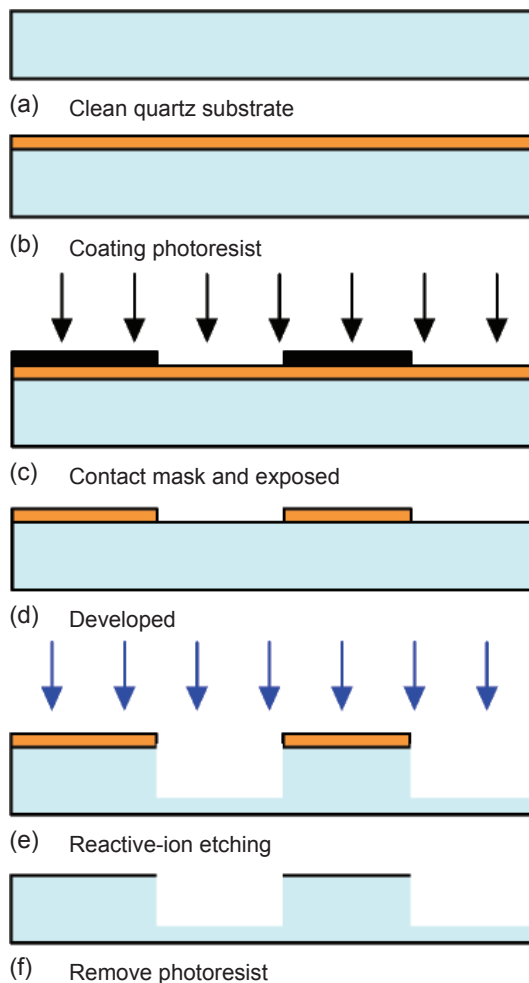 (a) Clean quartz substrate
(b) Coating photoresist
(c) Contact mask and exposed
(d) Developed
(e) Reactive-ion etching
(f) Remove photoresist